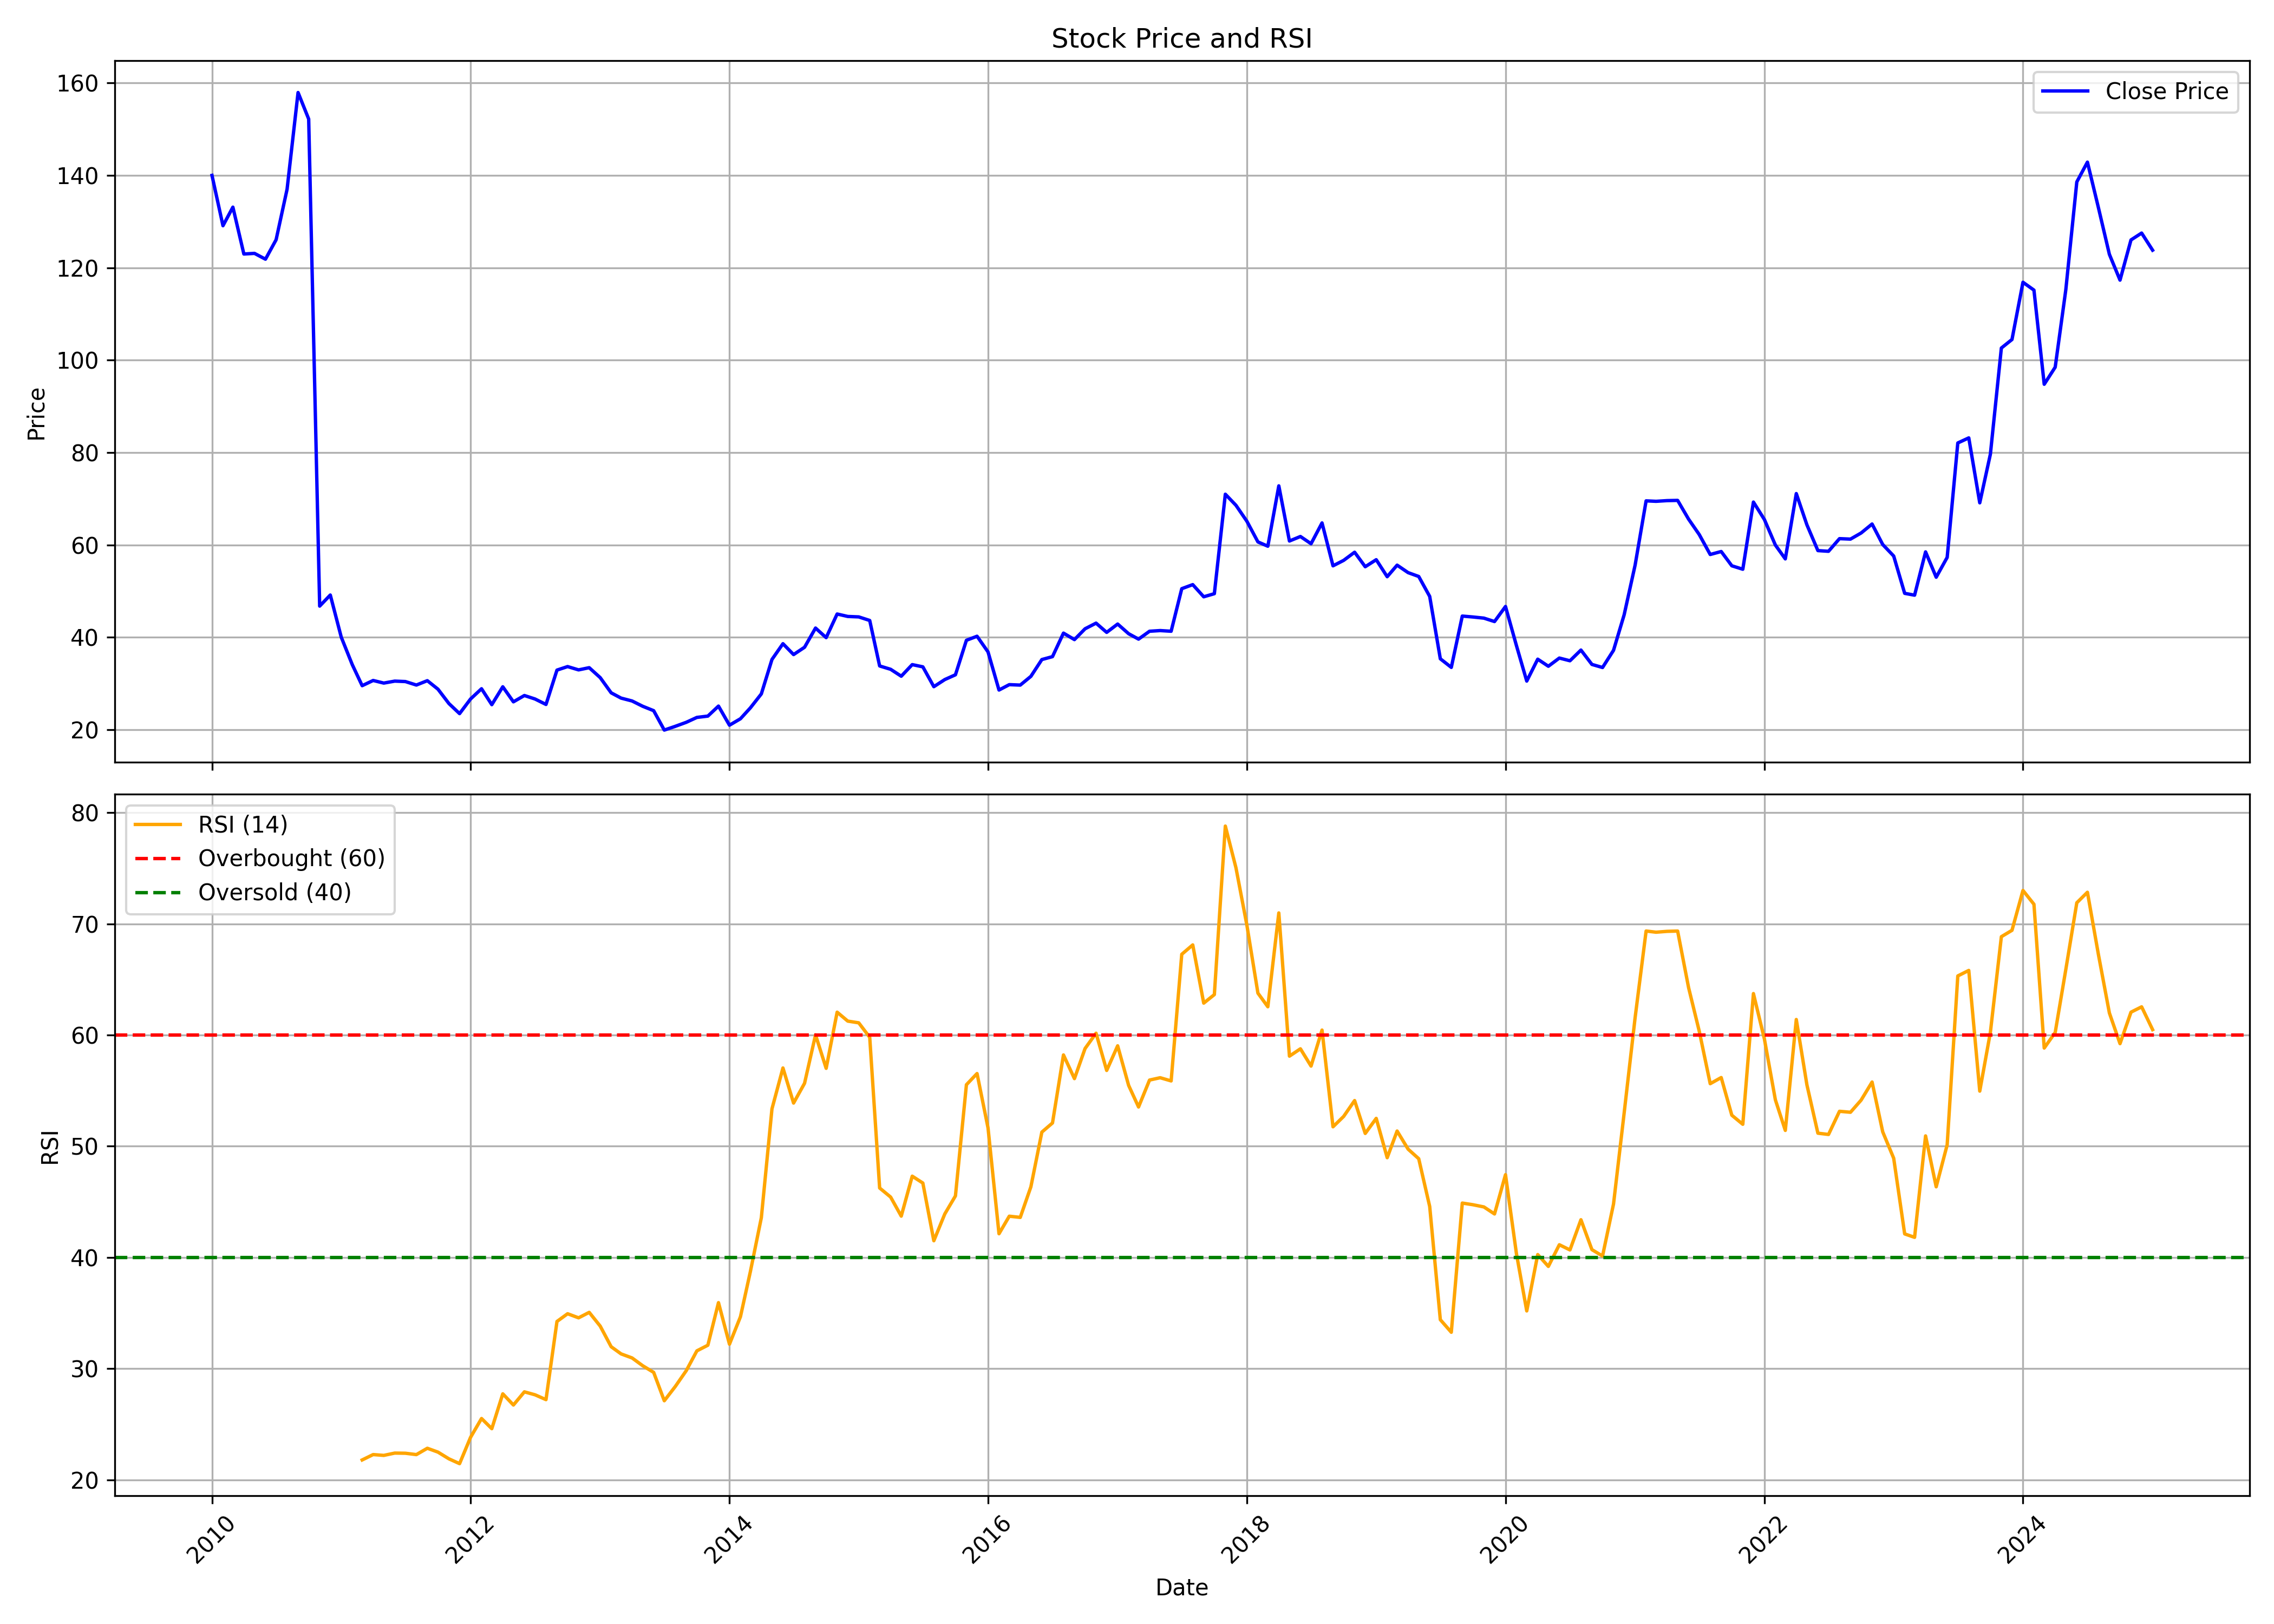 Stock Price and RSI
160
140
120
100
80
60
40
20
Price
Close Price
80
70
60
50
40
30
20
RSI
RSI (14)
Overbought (60)
Oversold (40)
2010
2012
2014
2016
2018
2020
2022
2024
Date